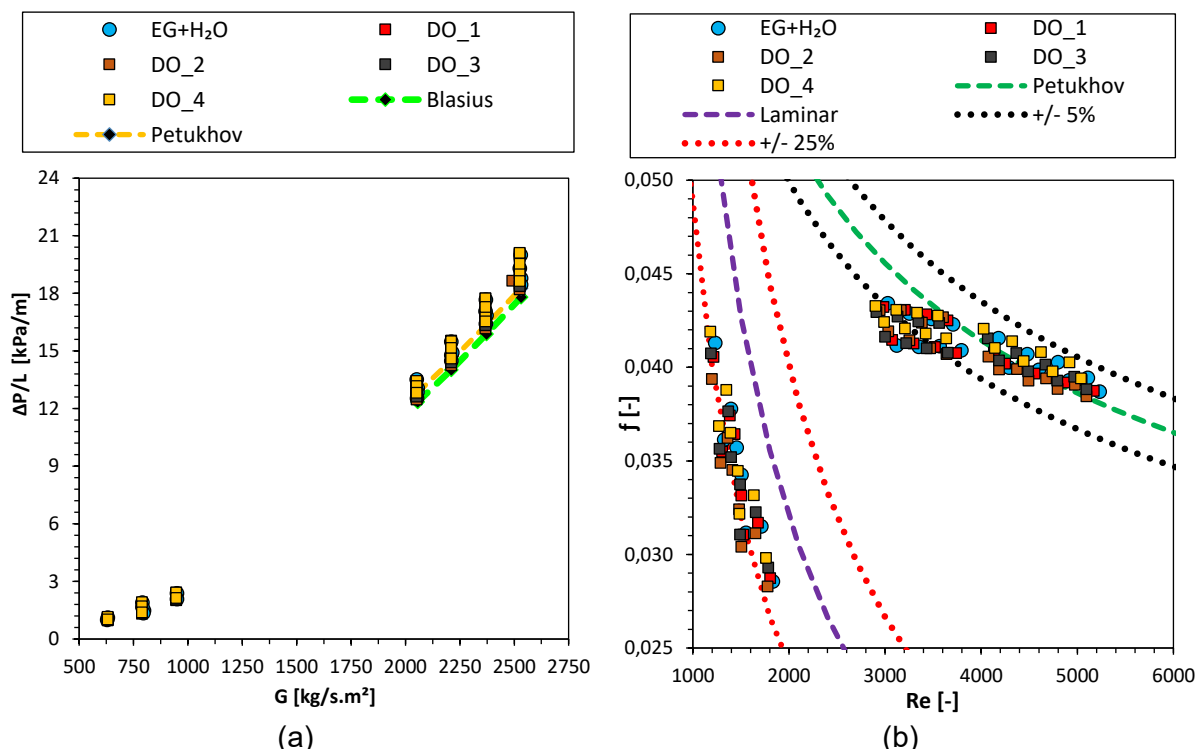 EG+H₂O DO_1
DO_2 DO_3
DO_4 Blasius
Petukhov
24
21
18
15
12
9
6
3
0
ΔP/L [kPa/m]
500 750 1000 1250 1500 1750 2000 2250 2500 2750
G [kg/s.m²]
(a)
EG+H₂O DO_1
DO_2 DO_3
DO_4 Petukhov
Laminar +/- 5%
+/- 25%
0,050
0,045
0,040
0,035
0,030
0,025
f [-]
1000 2000 3000 4000 5000 6000
Re [-]
(b)